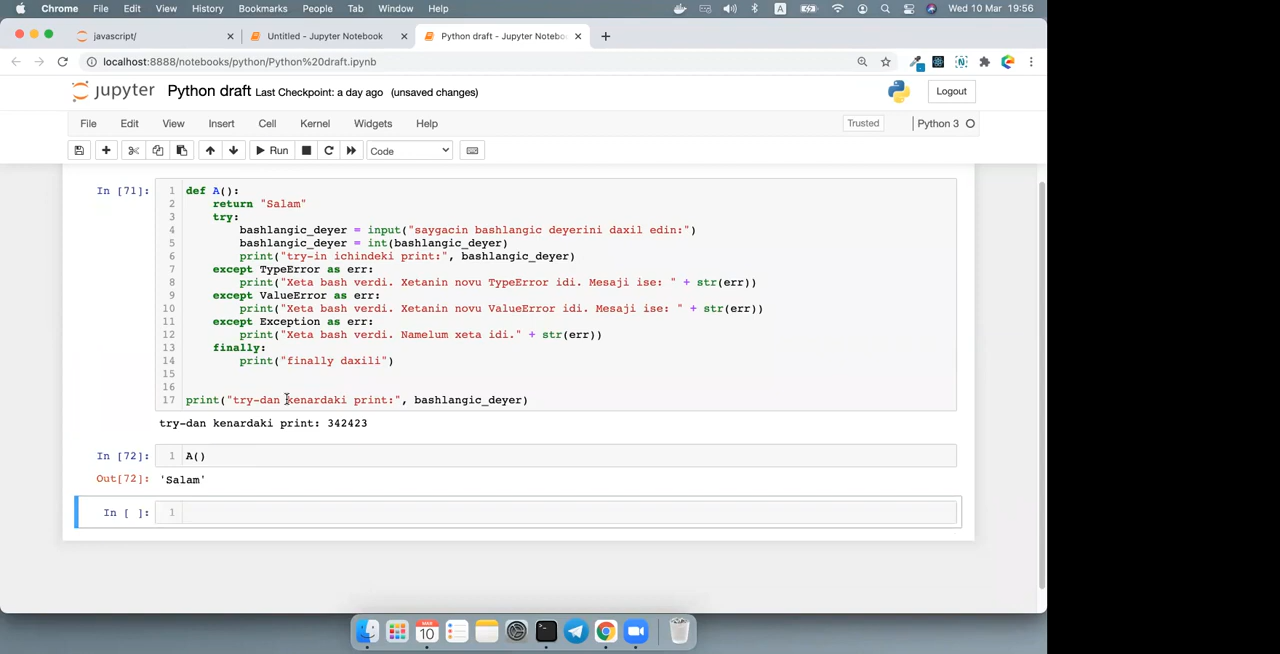 Chrome File Edit View History Bookmarks People Tab Window Help A Wed 10 Mar 19:56
javascript/ Untitled - Jupyter Notebook Python draft - Jupyter Noteboo
localhost:8888/notebooks/python/Python%20draft.ipynb
jupyter Python draft Last Checkpoint: a day ago (unsaved changes) Logout
File Edit View Insert Cell Kernel Widgets Help Trusted Python 3
Run Code
In [71]:
1 def A():
2     return "Salam"
3     try:
4         bashlangic_deyer = input("saygacin bashlangic deyerini daxil edin:")
5         bashlangic_deyer = int(bashlangic_deyer)
6         print("try-in ichindeki print:", bashlangic_deyer)
7     except TypeError as err:
8         print("Xeta bash verdi. Xetanin novu TypeError idi. Mesaji ise: " + str(err))
9     except ValueError as err:
10         print("Xeta bash verdi. Xetanin novu ValueError idi. Mesaji ise: " + str(err))
11     except Exception as err:
12         print("Xeta bash verdi. Namelum xeta idi." + str(err))
13     finally:
14         print("finally daxili")
15
16
17 print("try-dan kenardaki print:", bashlangic_deyer)
try-dan kenardaki print: 342423
In [72]: 1 A()
Out[72]: 'Salam'
In [ ]: 1
MAR
10